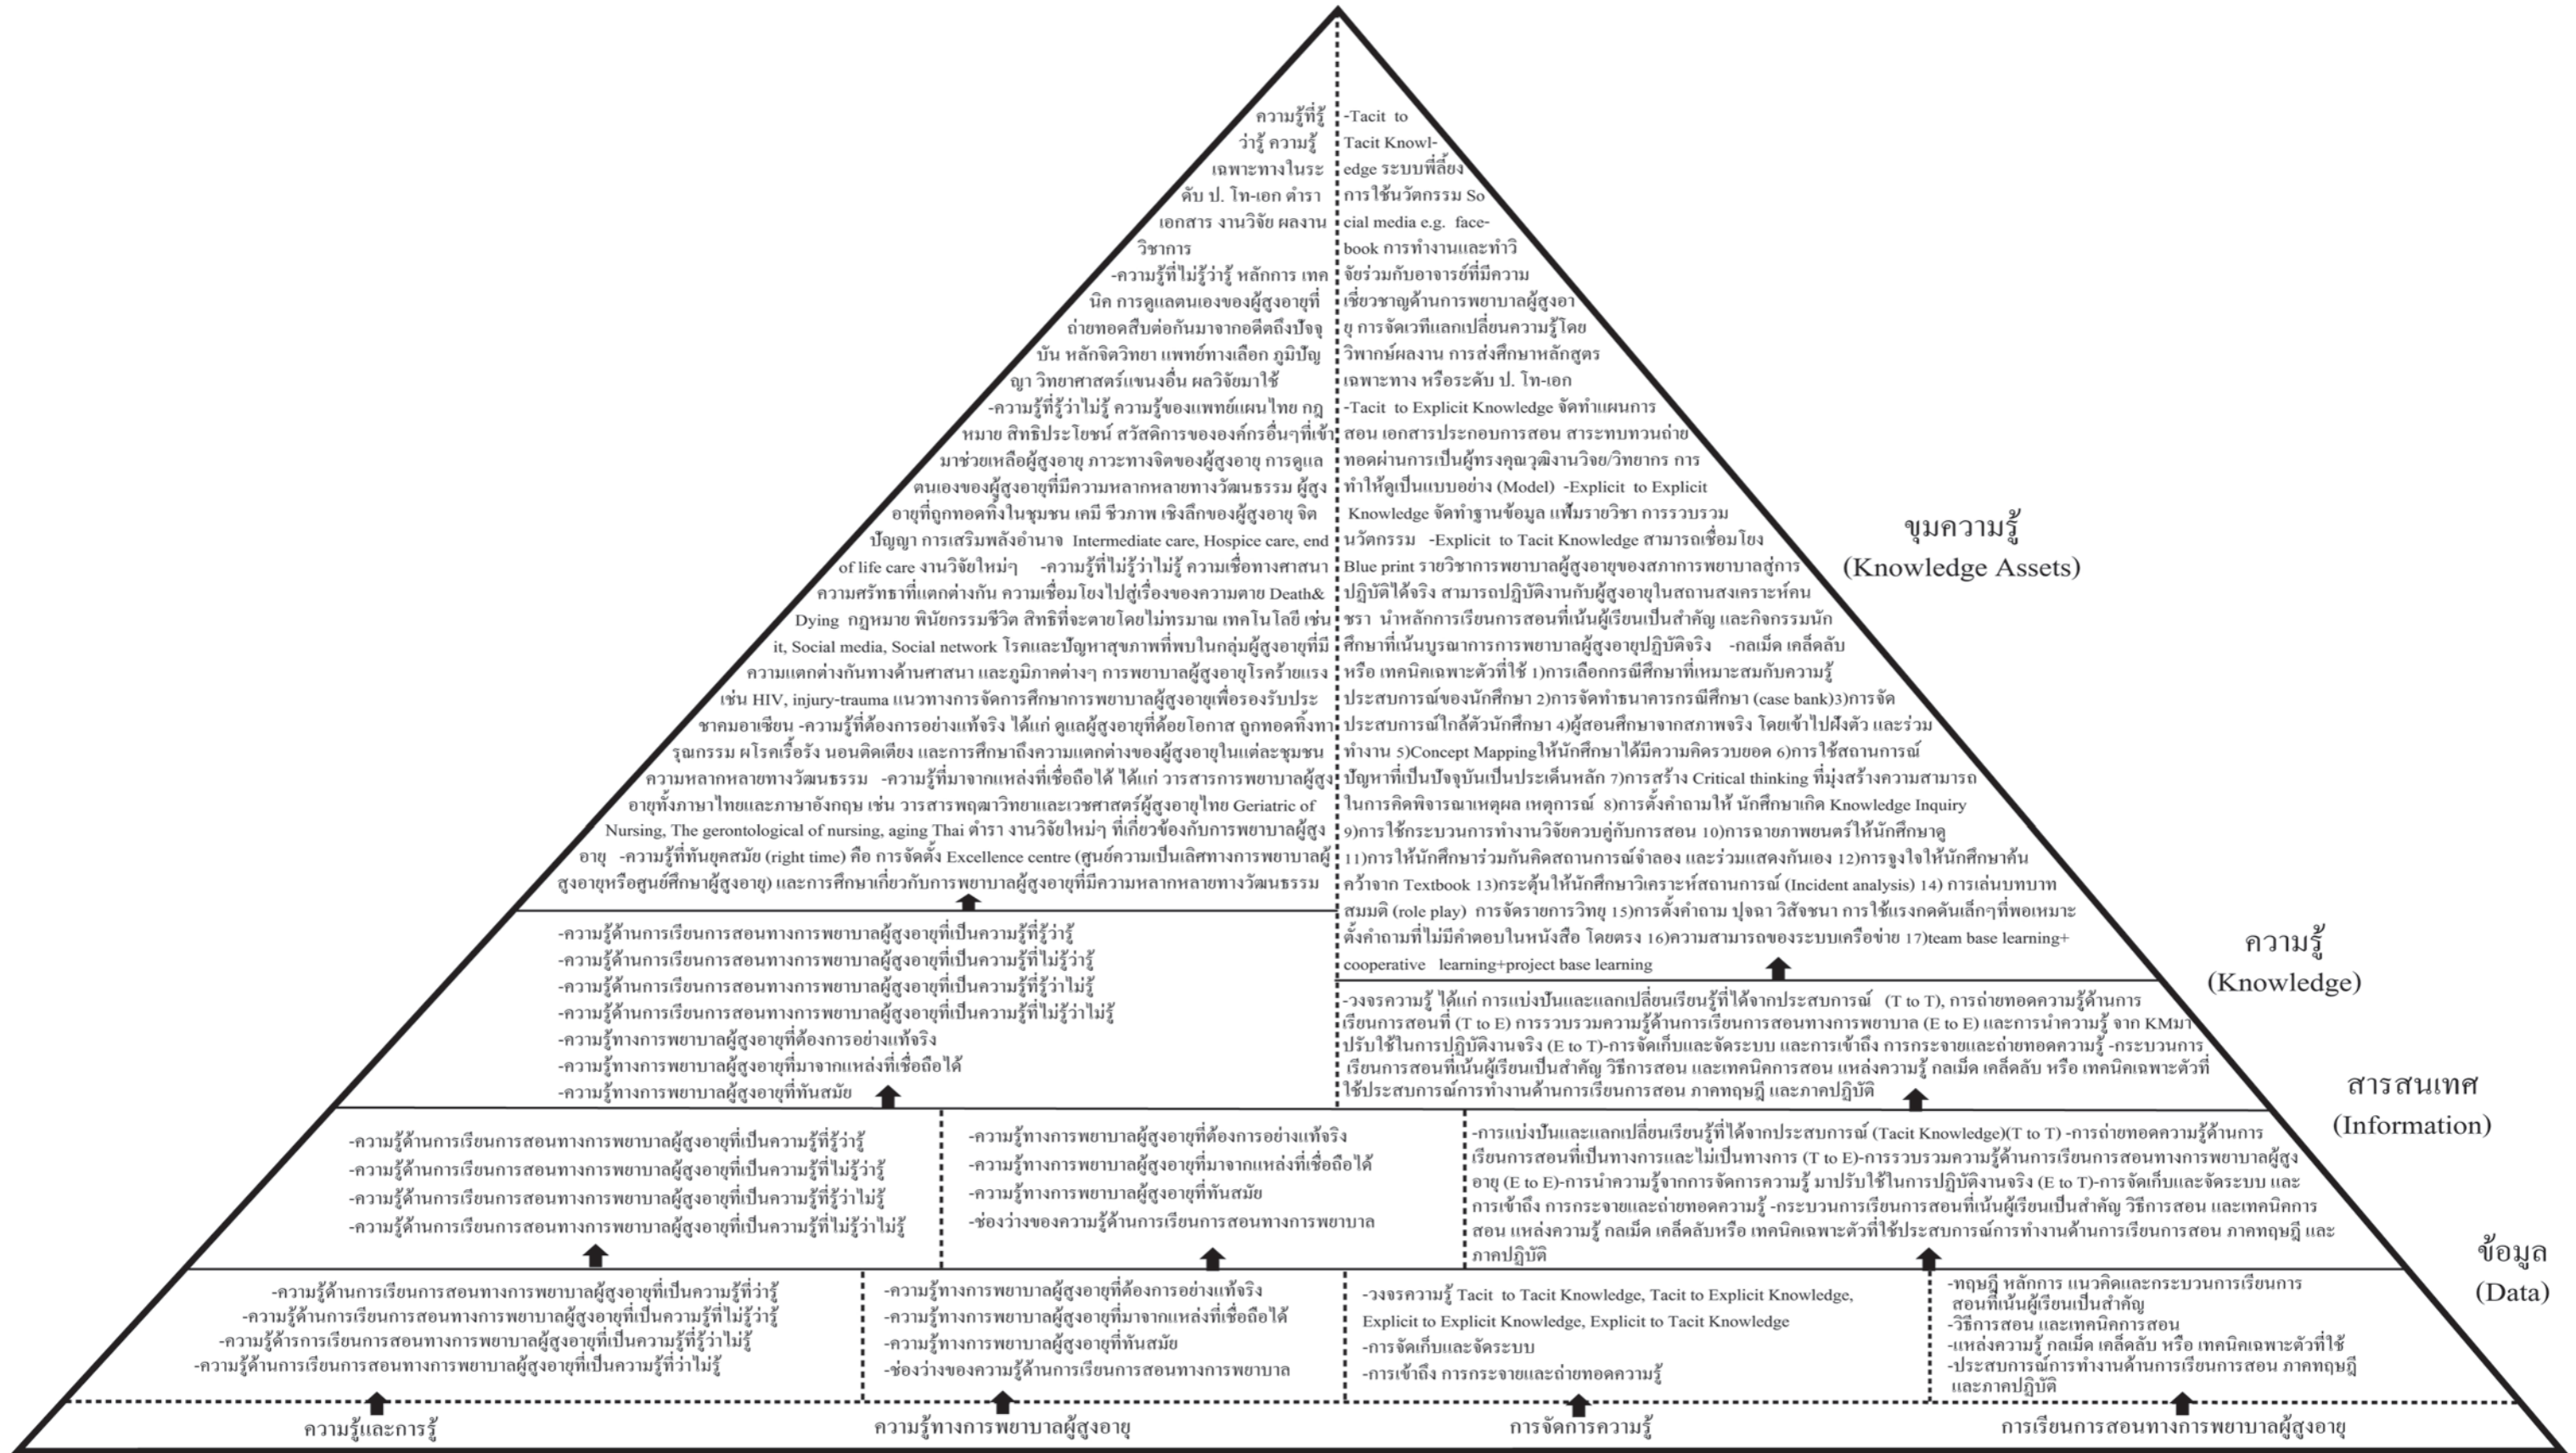 ความรู้ที่รู้
ว่ารู้ ความรู้
เฉพาะทางในระ
ดับ ป. โท-เอก ตำรา
เอกสาร งานวิจัย ผลงาน
วิชาการ
-ความรู้ที่ไม่รู้ว่ารู้ หลักการ เทค
นิค การดูแลตนเองของผู้สูงอายุที่
ถ่ายทอดสืบต่อกันมาจากอดีตถึงปัจจุ
บัน หลักจิตวิทยา แพทย์ทางเลือก ภูมิปัญ
ญา วิทยาศาสตร์แขนงอื่น ผลวิจัยมาใช้
-ความรู้ที่รู้ว่าไม่รู้ ความรู้ของแพทย์แผนไทย กฎ
หมาย สิทธิประโยชน์ สวัสดิการขององค์กรอื่นๆที่เข้า
มาช่วยเหลือผู้สูงอายุ ภาวะทางจิตของผู้สูงอายุ การดูแล
ตนเองของผู้สูงอายุที่มีความหลากหลายทางวัฒนธรรม ผู้สูง
อายุที่ถูกทอดทิ้งในชุมชน เคมี ชีวภาพ เชิงลึกของผู้สูงอายุ จิต
ปัญญา การเสริมพลังอำนาจ Intermediate care, Hospice care, end
of life care งานวิจัยใหม่ๆ -ความรู้ที่ไม่รู้ว่าไม่รู้ ความเชื่อทางศาสนา
ความศรัทธาที่แตกต่างกัน ความเชื่อมโยงไปสู่เรื่องของความตาย Death&
Dying กฎหมาย พินัยกรรมชีวิต สิทธิที่จะตายโดยไม่ทรมาณ เทคโนโลยี เช่น
it, Social media, Social network โรคและปัญหาสุขภาพที่พบในกลุ่มผู้สูงอายุที่มี
ความแตกต่างกันทางด้านศาสนา และภูมิภาคต่างๆ การพยาบาลผู้สูงอายุโรคร้ายแรง
เช่น HIV, injury-trauma แนวทางการจัดการศึกษาการพยาบาลผู้สูงอายุเพื่อรองรับประ
ชาคมอาเซียน -ความรู้ที่ต้องการอย่างแท้จริง ได้แก่ ดูแลผู้สูงอายุที่ด้อยโอกาส ถูกทอดทิ้งทา
รุณกรรม ผโรคเรื้อรัง นอนติดเตียง และการศึกษาถึงความแตกต่างของผู้สูงอายุในแต่ละชุมชน
ความหลากหลายทางวัฒนธรรม -ความรู้ที่มาจากแหล่งที่เชื่อถือได้ ได้แก่ วารสารการพยาบาลผู้สูง
อายุทั้งภาษาไทยและภาษาอังกฤษ เช่น วารสารพฤฒาวิทยาและเวชศาสตร์ผู้สูงอายุไทย Geriatric of
Nursing, The gerontological of nursing, aging Thai ตำรา งานวิจัยใหม่ๆ ที่เกี่ยวข้องกับการพยาบาลผู้สูง
อายุ -ความรู้ที่ทันยุคสมัย (right time) คือ การจัดตั้ง Excellence centre (ศูนย์ความเป็นเลิศทางการพยาบาลผู้
สูงอายุหรือศูนย์ศึกษาผู้สูงอายุ) และการศึกษาเกี่ยวกับการพยาบาลผู้สูงอายุที่มีความหลากหลายทางวัฒนธรรม
-Tacit to
Tacit Knowl-
edge ระบบพี่ลี้ยง
การใช้นวัตกรรม So
cial media e.g. face-
book การทำงานและทำวิ
จัยร่วมกับอาจารย์ที่มีความ
เชี่ยวชาญด้านการพยาบาลผู้สูงอา
ยุ การจัดเวทีแลกเปลี่ยนความรู้โดย
วิพากษ์ผลงาน การส่งศึกษาหลักสูตร
เฉพาะทาง หรือระดับ ป. โท-เอก
-Tacit to Explicit Knowledge จัดทำแผนการ
สอน เอกสารประกอบการสอน สาระทบทวนถ่าย
ทอดผ่านการเป็นผู้ทรงคุณวุฒิงานวิจย/วิทยากร การ
ทำให้ดูเป็นแบบอย่าง (Model) -Explicit to Explicit
Knowledge จัดทำฐานข้อมูล แฟ้มรายวิชา การรวบรวม
นวัตกรรม -Explicit to Tacit Knowledge สามารถเชื่อมโยง
Blue print รายวิชาการพยาบาลผู้สูงอายุของสภาการพยาบาลสู่การ
ปฏิบัติได้จริง สามารถปฏิบัติงานกับผู้สูงอายุในสถานสงเคราะห์คน
ชรา นำหลักการเรียนการสอนที่เน้นผู้เรียนเป็นสำคัญ และกิจกรรมนัก
ศึกษาที่เน้นบูรณาการการพยาบาลผู้สูงอายุปฏิบัติจริง -กลเม็ด เคล็ดลับ
หรือ เทคนิคเฉพาะตัวที่ใช้ 1)การเลือกกรณีศึกษาที่เหมาะสมกับความรู้
ประสบการณ์ของนักศึกษา 2)การจัดทำธนาคารกรณีศึกษา (case bank)3)การจัด
ประสบการณ์ใกล้ตัวนักศึกษา 4)ผู้สอนศึกษาจากสภาพจริง โดยเข้าไปฝังตัว และร่วม
ทำงาน 5)Concept Mappingให้นักศึกษาได้มีความคิดรวบยอด 6)การใช้สถานการณ์
ปัญหาที่เป็นปัจจุบันเป็นประเด็นหลัก 7)การสร้าง Critical thinking ที่มุ่งสร้างความสามารถ
ในการคิดพิจารณาเหตุผล เหตุการณ์ 8)การตั้งคำถามให้ นักศึกษาเกิด Knowledge Inquiry
9)การใช้กระบวนการทำงานวิจัยควบคู่กับการสอน 10)การฉายภาพยนตร์ให้นักศึกษาดู
11)การให้นักศึกษาร่วมกันคิดสถานการณ์จำลอง และร่วมแสดงกันเอง 12)การจูงใจให้นักศึกษาค้น
คว้าจาก Textbook 13)กระตุ้นให้นักศึกษาวิเคราะห์สถานการณ์ (Incident analysis) 14) การเล่นบทบาท
สมมติ (role play) การจัดรายการวิทยุ 15)การตั้งคำถาม ปุจฉา วิสัจชนา การใช้แรงกดดันเล็กๆที่พอเหมาะ
ตั้งคำถามที่ไม่มีคำตอบในหนังสือ โดยตรง 16)ความสามารถของระบบเครือข่าย 17)team base learning+
cooperative learning+project base learning
ขุมความรู้
(Knowledge Assets)
-ความรู้ด้านการเรียนการสอนทางการพยาบาลผู้สูงอายุที่เป็นความรู้ที่รู้ว่ารู้
-ความรู้ด้านการเรียนการสอนทางการพยาบาลผู้สูงอายุที่เป็นความรู้ที่ไม่รู้ว่ารู้
-ความรู้ด้านการเรียนการสอนทางการพยาบาลผู้สูงอายุที่เป็นความรู้ที่รู้ว่าไม่รู้
-ความรู้ด้านการเรียนการสอนทางการพยาบาลผู้สูงอายุที่เป็นความรู้ที่ไม่รู้ว่าไม่รู้
-ความรู้ทางการพยาบาลผู้สูงอายุที่ต้องการอย่างแท้จริง
-ความรู้ทางการพยาบาลผู้สูงอายุที่มาจากแหล่งที่เชื่อถือได้
-ความรู้ทางการพยาบาลผู้สูงอายุที่ทันสมัย
-วงจรความรู้ ได้แก่ การแบ่งปันและแลกเปลี่ยนเรียนรู้ที่ได้จากประสบการณ์ (T to T), การถ่ายทอดความรู้ด้านการ
เรียนการสอนที่ (T to E) การรวบรวมความรู้ด้านการเรียนการสอนทางการพยาบาล (E to E) และการนำความรู้ จาก KMมา
ปรับใช้ในการปฏิบัติงานจริง (E to T)-การจัดเก็บและจัดระบบ และการเข้าถึง การกระจายและถ่ายทอดความรู้ -กระบวนการ
เรียนการสอนที่เน้นผู้เรียนเป็นสำคัญ วิธีการสอน และเทคนิคการสอน แหล่งความรู้ กลเม็ด เคล็ดลับ หรือ เทคนิคเฉพาะตัวที่
ใช้ประสบการณ์การทำงานด้านการเรียนการสอน ภาคทฤษฎี และภาคปฏิบัติ
ความรู้
(Knowledge)
-ความรู้ด้านการเรียนการสอนทางการพยาบาลผู้สูงอายุที่เป็นความรู้ที่รู้ว่ารู้
-ความรู้ด้านการเรียนการสอนทางการพยาบาลผู้สูงอายุที่เป็นความรู้ที่ไม่รู้ว่ารู้
-ความรู้ด้านการเรียนการสอนทางการพยาบาลผู้สูงอายุที่เป็นความรู้ที่รู้ว่าไม่รู้
-ความรู้ด้านการเรียนการสอนทางการพยาบาลผู้สูงอายุที่เป็นความรู้ที่ไม่รู้ว่าไม่รู้
-ความรู้ทางการพยาบาลผู้สูงอายุที่ต้องการอย่างแท้จริง
-ความรู้ทางการพยาบาลผู้สูงอายุที่มาจากแหล่งที่เชื่อถือได้
-ความรู้ทางการพยาบาลผู้สูงอายุที่ทันสมัย
-ช่องว่างของความรู้ด้านการเรียนการสอนทางการพยาบาล
-การแบ่งปันและแลกเปลี่ยนเรียนรู้ที่ได้จากประสบการณ์ (Tacit Knowledge)(T to T) -การถ่ายทอดความรู้ด้านการ
เรียนการสอนที่เป็นทางการและไม่เป็นทางการ (T to E)-การรวบรวมความรู้ด้านการเรียนการสอนทางการพยาบาลผู้สูง
อายุ (E to E)-การนำความรู้จากการจัดการความรู้ มาปรับใช้ในการปฏิบัติงานจริง (E to T)-การจัดเก็บและจัดระบบ และ
การเข้าถึง การกระจายและถ่ายทอดความรู้ -กระบวนการเรียนการสอนที่เน้นผู้เรียนเป็นสำคัญ วิธีการสอน และเทคนิคการ
สอน แหล่งความรู้ กลเม็ด เคล็ดลับหรือ เทคนิคเฉพาะตัวที่ใช้ประสบการณ์การทำงานด้านการเรียนการสอน ภาคทฤษฎี และ
ภาคปฏิบัติ
สารสนเทศ
(Information)
-ความรู้ด้านการเรียนการสอนทางการพยาบาลผู้สูงอายุที่เป็นความรู้ที่ว่ารู้
-ความรู้ด้านการเรียนการสอนทางการพยาบาลผู้สูงอายุที่เป็นความรู้ที่ไม่รู้ว่ารู้
-ความรู้ด้ารการเรียนการสอนทางการพยาบาลผู้สูงอายุที่เป็นความรู้ที่รู้ว่าไม่รู้
-ความรู้ด้านการเรียนการสอนทางการพยาบาลผู้สูงอายุที่เป็นความรู้ที่ว่าไม่รู้
-ความรู้ทางการพยาบาลผู้สูงอายุที่ต้องการอย่างแท้จริง
-ความรู้ทางการพยาบาลผู้สูงอายุที่มาจากแหล่งที่เชื่อถือได้
-ความรู้ทางการพยาบาลผู้สูงอายุที่ทันสมัย
-ช่องว่างของความรู้ด้านการเรียนการสอนทางการพยาบาล
-วงจรความรู้ Tacit to Tacit Knowledge, Tacit to Explicit Knowledge,
Explicit to Explicit Knowledge, Explicit to Tacit Knowledge
-การจัดเก็บและจัดระบบ
-การเข้าถึง การกระจายและถ่ายทอดความรู้
-ทฤษฎี หลักการ แนวคิดและกระบวนการเรียนการ
สอนที่เน้นผู้เรียนเป็นสำคัญ
-วิธีการสอน และเทคนิคการสอน
-แหล่งความรู้ กลเม็ด เคล็ดลับ หรือ เทคนิคเฉพาะตัวที่ใช้
-ประสบการณ์การทำงานด้านการเรียนการสอน ภาคทฤษฎี
และภาคปฏิบัติ
ข้อมูล
(Data)
ความรู้และการรู้
ความรู้ทางการพยาบาลผู้สูงอายุ
การจัดการความรู้
การเรียนการสอนทางการพยาบาลผู้สูงอายุ